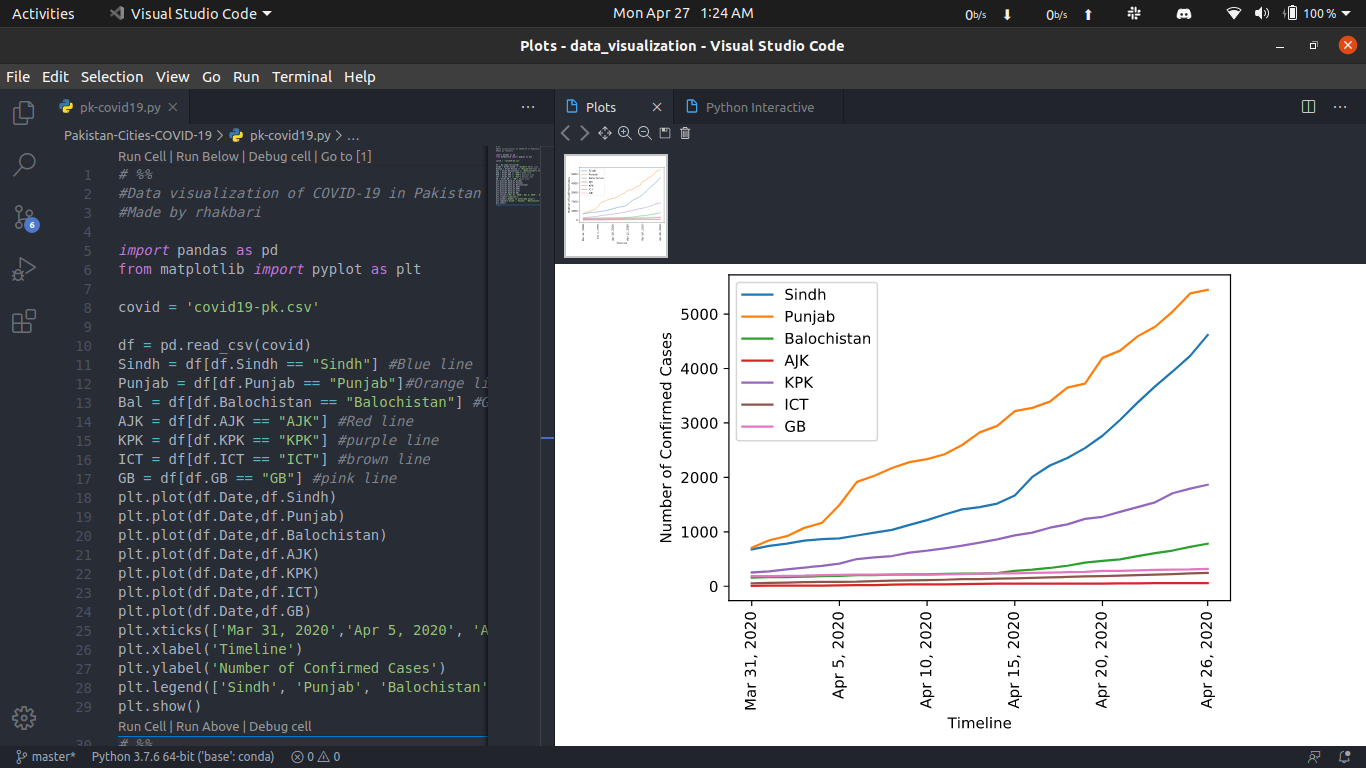 Activities Visual Studio Code Mon Apr 27 1:24 AM 0b/s 0b/s 100 %
Plots - data_visualization - Visual Studio Code
File Edit Selection View Go Run Terminal Help
pk-covid19.py
Plots Python Interactive
Pakistan-Cities-COVID-19 > pk-covid19.py > ...
Run Cell | Run Below | Debug cell | Go to [1]
1 # %%
2 #Data visualization of COVID-19 in Pakistan
3 #Made by rhakbari
4
5 import pandas as pd
6 from matplotlib import pyplot as plt
7
8 covid = 'covid19-pk.csv'
9
10 df = pd.read_csv(covid)
11 Sindh = df[df.Sindh == "Sindh"] #Blue line
12 Punjab = df[df.Punjab == "Punjab"]#Orange li
13 Bal = df[df.Balochistan == "Balochistan"] #G
14 AJK = df[df.AJK == "AJK"] #Red line
15 KPK = df[df.KPK == "KPK"] #purple line
16 ICT = df[df.ICT == "ICT"] #brown line
17 GB = df[df.GB == "GB"] #pink line
18 plt.plot(df.Date,df.Sindh)
19 plt.plot(df.Date,df.Punjab)
20 plt.plot(df.Date,df.Balochistan)
21 plt.plot(df.Date,df.AJK)
22 plt.plot(df.Date,df.KPK)
23 plt.plot(df.Date,df.ICT)
24 plt.plot(df.Date,df.GB)
25 plt.xticks(['Mar 31, 2020','Apr 5, 2020', 'A
26 plt.xlabel('Timeline')
27 plt.ylabel('Number of Confirmed Cases')
28 plt.legend(['Sindh', 'Punjab', 'Balochistan'
29 plt.show()
Run Cell | Run Above | Debug cell
30 # %%
6
Sindh
Punjab
Balochistan
AJK
KPK
ICT
GB
Number of Confirmed Cases
5000
4000
3000
2000
1000
0
Mar 31, 2020
Apr 5, 2020
Apr 10, 2020
Apr 15, 2020
Apr 20, 2020
Apr 26, 2020
Timeline
master* Python 3.7.6 64-bit ('base': conda) 0 0